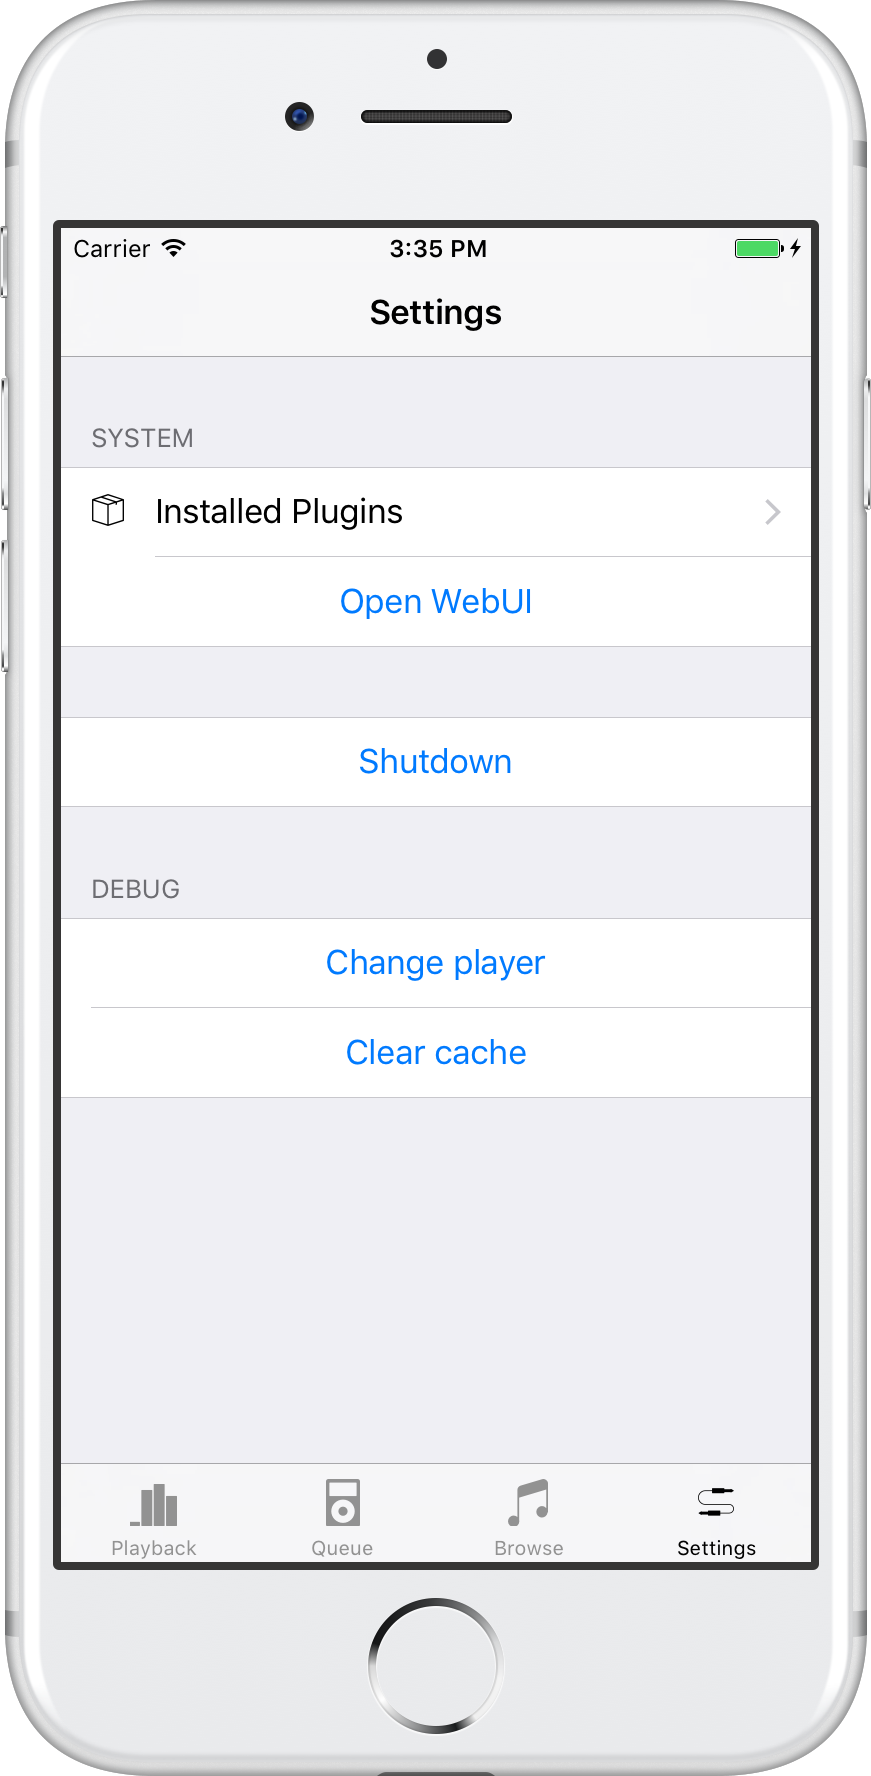 Carrier 3:35 PM
Settings
SYSTEM
Installed Plugins
Open WebUI
Shutdown
DEBUG
Change player
Clear cache
Playback Queue Browse Settings